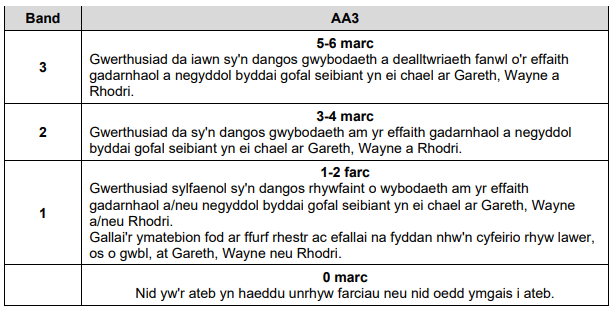 Band AA3
5-6 marc
Gwerthusiad da iawn sy'n dangos gwybodaeth a dealltwriaeth fanwl o'r effaith
gadarnhaol a negyddol byddai gofal seibiant yn ei chael ar Gareth, Wayne a
Rhodri.
3
3-4 marc
Gwerthusiad da sy'n dangos gwybodaeth am yr effaith gadarnhaol a negyddol
byddai gofal seibiant yn ei chael ar Gareth, Wayne a Rhodri.
2
1-2 farc
Gwerthusiad sylfaenol sy'n dangos rhywfaint o wybodaeth am yr effaith
gadarnhaol a/neu negyddol byddai gofal seibiant yn ei chael ar Gareth, Wayne
a/neu Rhodri.
Gallai'r ymatebion fod ar ffurf rhestr ac efallai na fyddan nhw'n cyfeirio rhyw lawer,
os o gwbl, at Gareth, Wayne neu Rhodri.
1
0 marc
Nid yw'r ateb yn haeddu unrhyw farciau neu nid oedd ymgais i ateb.